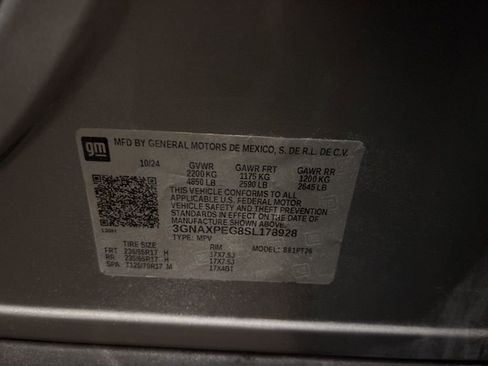 gm
MFD BY GENERAL MOTORS DE MEXICO, S. DE R.L. DE C.V.
10/24 GVWR GAWR FRT GAWR RR
2200 KG 1175 KG 1200 KG
4850 LB 2590 LB 2645 LB
THIS VEHICLE CONFORMS TO ALL
APPLICABLE U.S. FEDERAL MOTOR
VEHICLE SAFETY AND THEFT PREVENTION
STANDARDS IN EFFECT ON THE DATE OF
MANUFACTURE SHOWN ABOVE.
3GNAXPEG8SL178928
TYPE: MPV MODEL:
TIRE SIZE RIM
FRT 235/65R17 H 17X7.5J
RR 235/65R17 H 17X7.5J
SPA T125/70R17 M 17X4BT